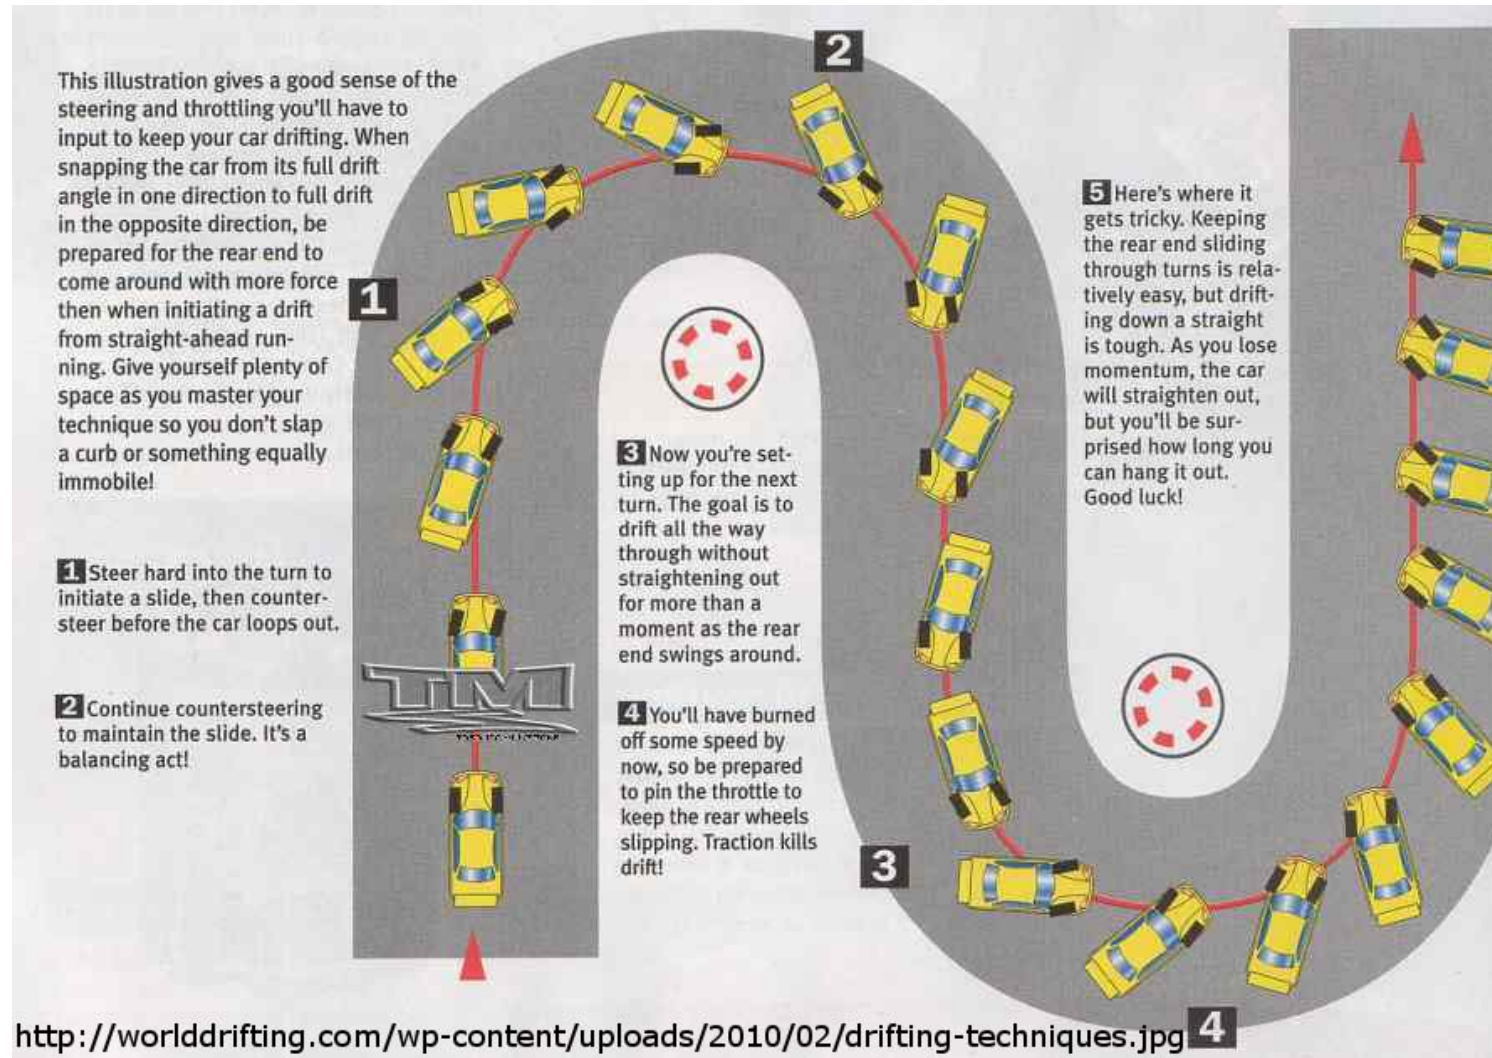 This illustration gives a good sense of the
steering and throttling you'll have to
input to keep your car drifting. When
snapping the car from its full drift
angle in one direction to full drift
in the opposite direction, be
prepared for the rear end to
come around with more force
then when initiating a drift
from straight-ahead run-
ning. Give yourself plenty of
space as you master your
technique so you don't slap
a curb or something equally
immobile!
1 Steer hard into the turn to
initiate a slide, then counter-
steer before the car loops out.
2 Continue countersteering
to maintain the slide. It's a
balancing act!
1
2
3 Now you're set-
ting up for the next
turn. The goal is to
drift all the way
through without
straightening out
for more than a
moment as the rear
end swings around.
4 You'll have burned
off some speed by
now, so be prepared
to pin the throttle to
keep the rear wheels
slipping. Traction kills
drift!
3
5 Here's where it
gets tricky. Keeping
the rear end sliding
through turns is rela-
tively easy, but drift-
ing down a straight
is tough. As you lose
momentum, the car
will straighten out,
but you'll be sur-
prised how long you
can hang it out.
Good luck!
TM
4
http://worlddrifting.com/wp-content/uploads/2010/02/drifting-techniques.jpg